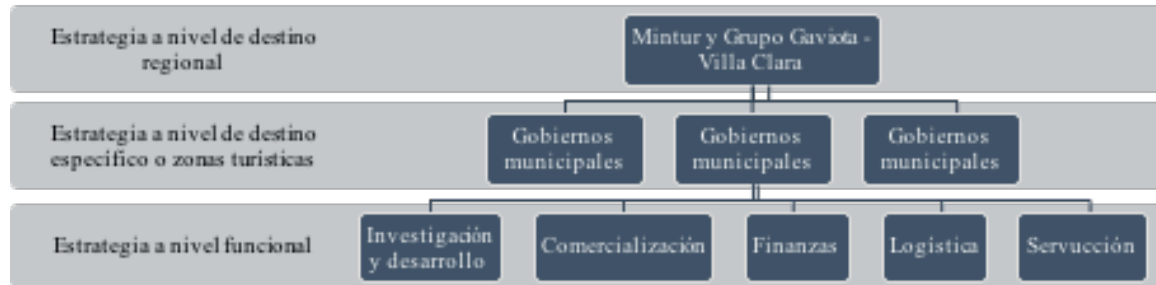 Estrategia a nivel de destino
regional
Mintur y Grupo Gaviota -
Villa Clara
Estrategia a nivel de destino
específico o zonas turísticas
Gobiernos
municipales
Gobiernos
municipales
Gobiernos
municipales
Estrategia a nivel funcional
Investigación
y desarrollo
Comercialización
Finanzas
Logística
Servucción